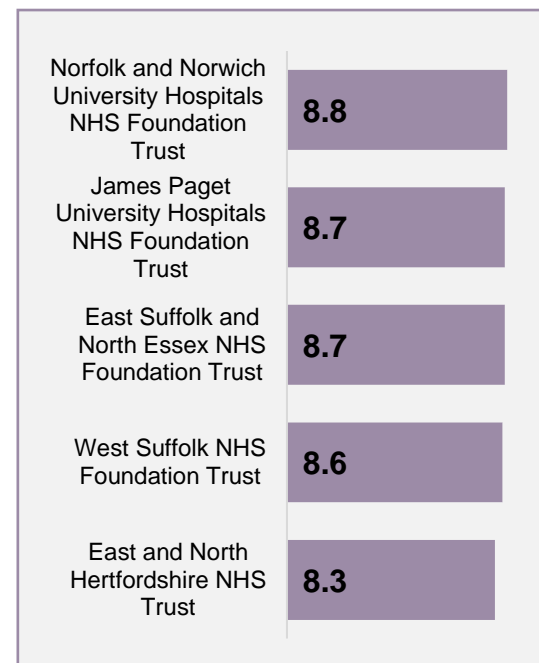 Norfolk and Norwich
University Hospitals
NHS Foundation
Trust
8.8
James Paget
University Hospitals
NHS Foundation
Trust
8.7
East Suffolk and
North Essex NHS
Foundation Trust
8.7
West Suffolk NHS
Foundation Trust
8.6
East and North
Hertfordshire NHS
Trust
8.3